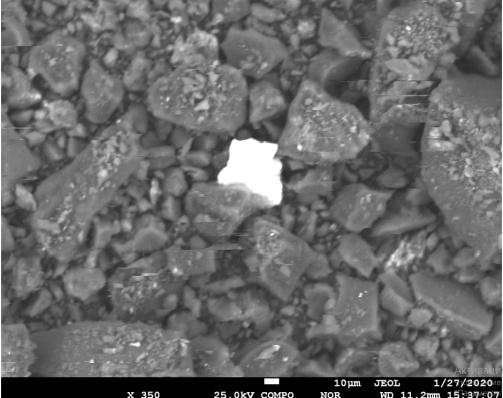 10µm JEOL 1/27/2020
X 350 25.0kV COMPO NOR WD 11.2mm 15:37:07